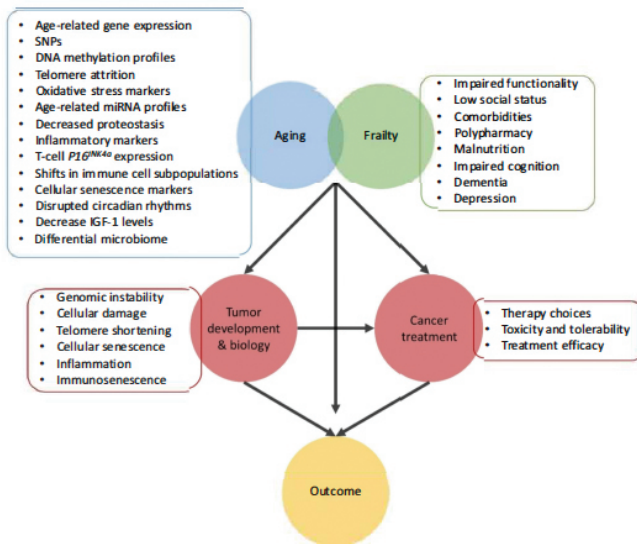 • Age-related gene expression
• SNPs
• DNA methylation profiles
• Telomere attrition
• Oxidative stress markers
• Age-related miRNA profiles
• Decreased proteostasis
• Inflammatory markers
• T-cell P16INK4a expression
• Shifts in immune cell subpopulations
• Cellular senescence markers
• Disrupted circadian rhythms
• Decrease IGF-1 levels
• Differential microbiome
Aging
Frailty
• Impaired functionality
• Low social status
• Comorbidities
• Polypharmacy
• Malnutrition
• Impaired cognition
• Dementia
• Depression
• Genomic instability
• Cellular damage
• Telomere shortening
• Cellular senescence
• Inflammation
• Immunosenescence
Tumor
development
& biology
Cancer
treatment
• Therapy choices
• Toxicity and tolerability
• Treatment efficacy
Outcome